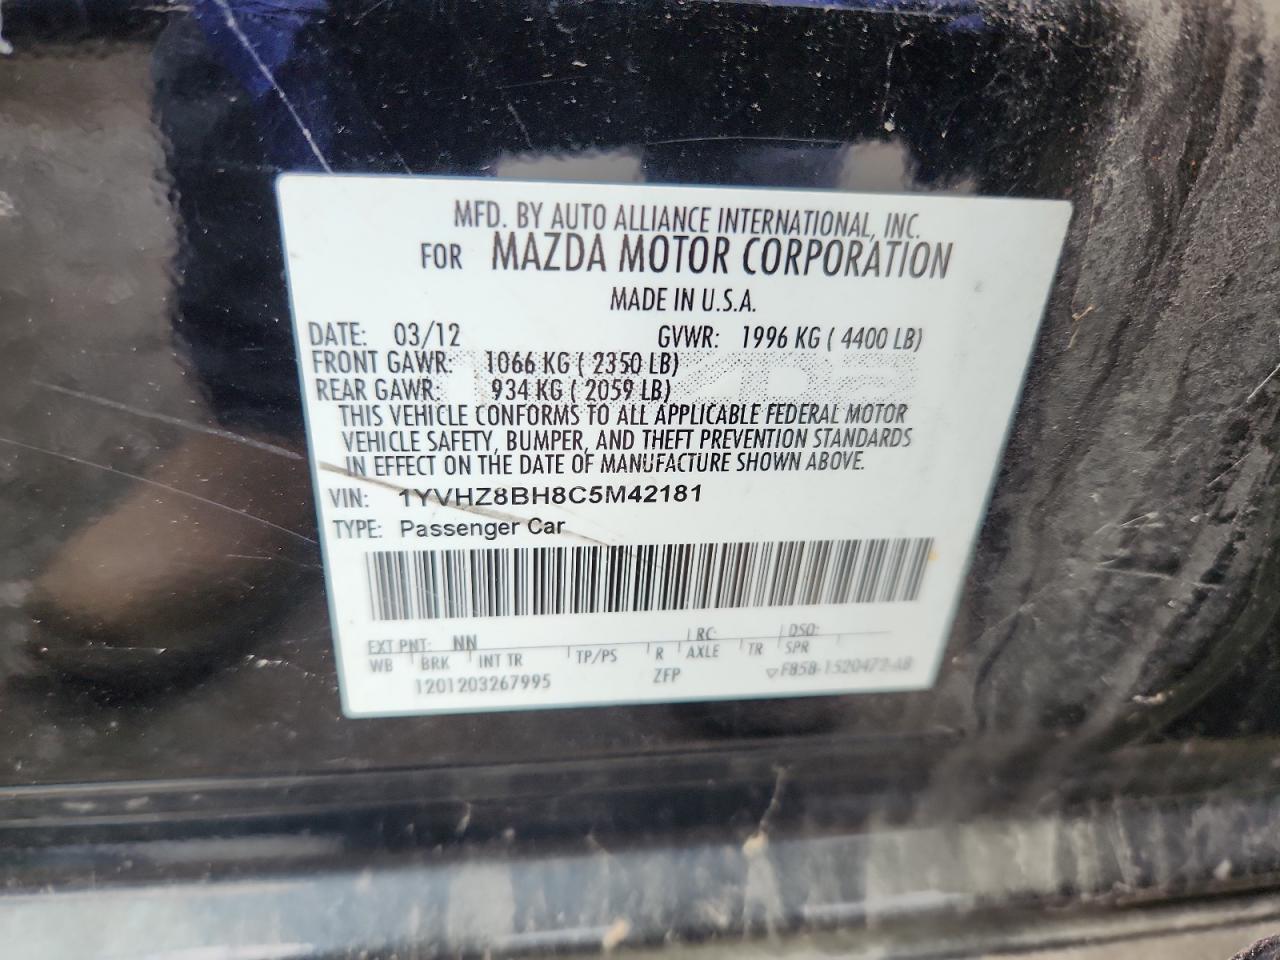 MFD. BY AUTO ALLIANCE INTERNATIONAL, INC.
FOR MAZDA MOTOR CORPORATION
MADE IN U.S.A.
DATE: 03/12 GVWR: 1996 KG ( 4400 LB)
FRONT GAWR: 1066 KG ( 2350 LB)
REAR GAWR: 934 KG ( 2059 LB)
THIS VEHICLE CONFORMS TO ALL APPLICABLE FEDERAL MOTOR
VEHICLE SAFETY, BUMPER, AND THEFT PREVENTION STANDARDS
IN EFFECT ON THE DATE OF MANUFACTURE SHOWN ABOVE.
VIN: 1YVHZ8BH8C5M42181
TYPE: Passenger Car
EXT PNT: NN RC: DSO:
WB BRK INT TR TP/PS R AXLE TR SPR
1201203267995 ZFP F85B-1520472-AB